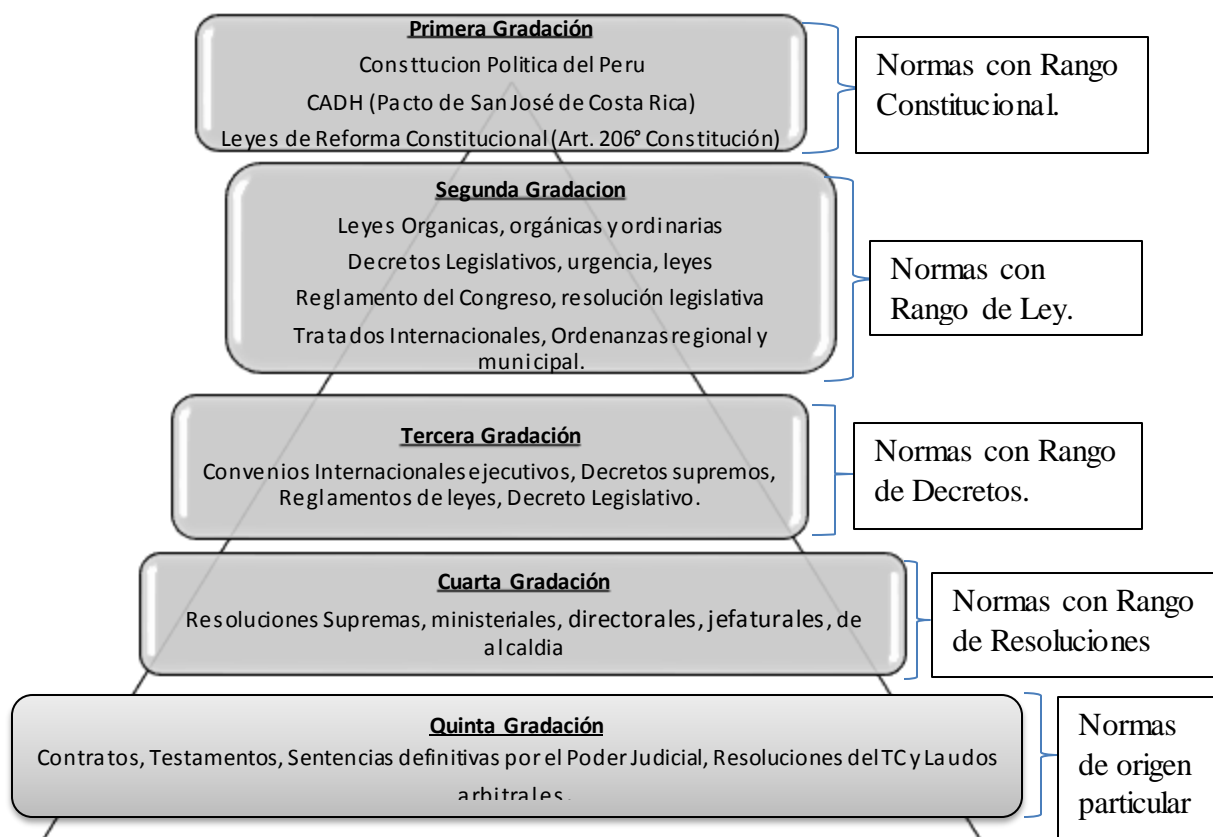 Primera Gradación
Consttucion Politica del Peru
CADH (Pacto de San José de Costa Rica)
Leyes de Reforma Constitucional (Art. 206° Constitución)
Normas con Rango
Constitucional.
Segunda Gradacion
Leyes Organicas, orgánicas y ordinarias
Decretos Legislativos, urgencia, leyes
Reglamento del Congreso, resolución legislativa
Tratados Internacionales, Ordenanzas regional y
municipal.
Normas con
Rango de Ley.
Tercera Gradación
Convenios Internacionales ejecutivos, Decretos supremos,
Reglamentos de leyes, Decreto Legislativo.
Normas con Rango
de Decretos.
Cuarta Gradación
Resoluciones Supremas, ministeriales, directorales, jefaturales, de
alcaldia
Normas con Rango
de Resoluciones
Quinta Gradación
Contratos, Testamentos, Sentencias definitivas por el Poder Judicial, Resoluciones del TC y Laudos
arbitrales.
Normas
de origen
particular